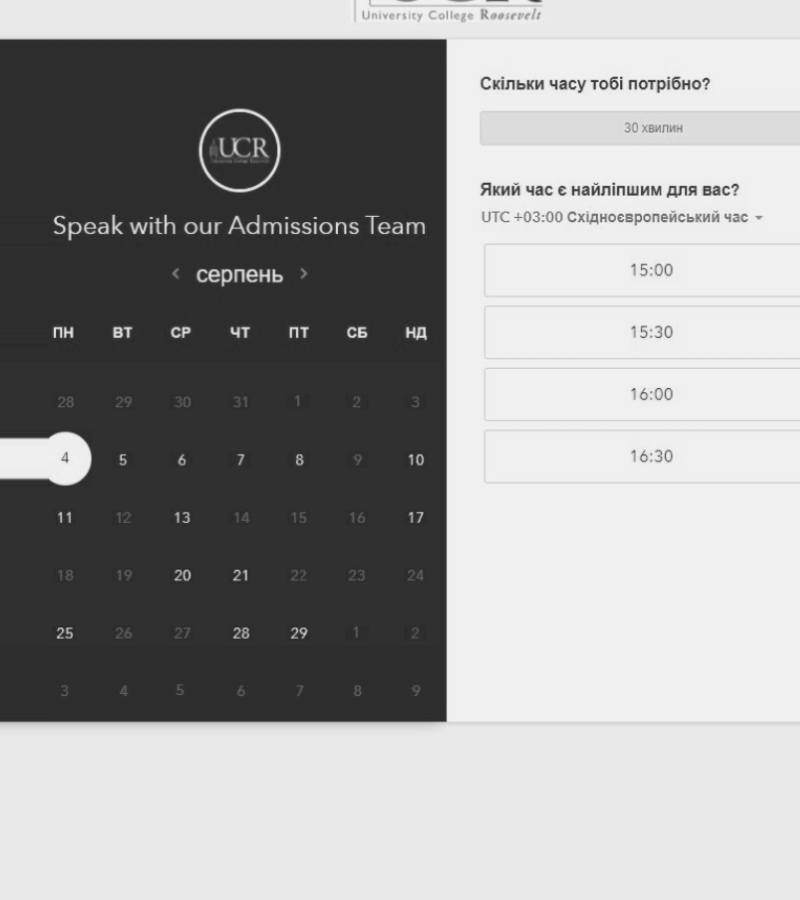 University College Roosevelt
UCR
Speak with our Admissions Team
< серпень >
ПН ВТ СР ЧТ ПТ СБ НД
28 29 30 31 1 2 3
4 5 6 7 8 9 10
11 12 13 14 15 16 17
18 19 20 21 22 23 24
25 26 27 28 29 1 2
3 4 5 6 7 8 9
Скільки часу тобі потрібно?
30 хвилин
Який час є найліпшим для вас?
UTC +03:00 Східноєвропейський час
15:00
15:30
16:00
16:30